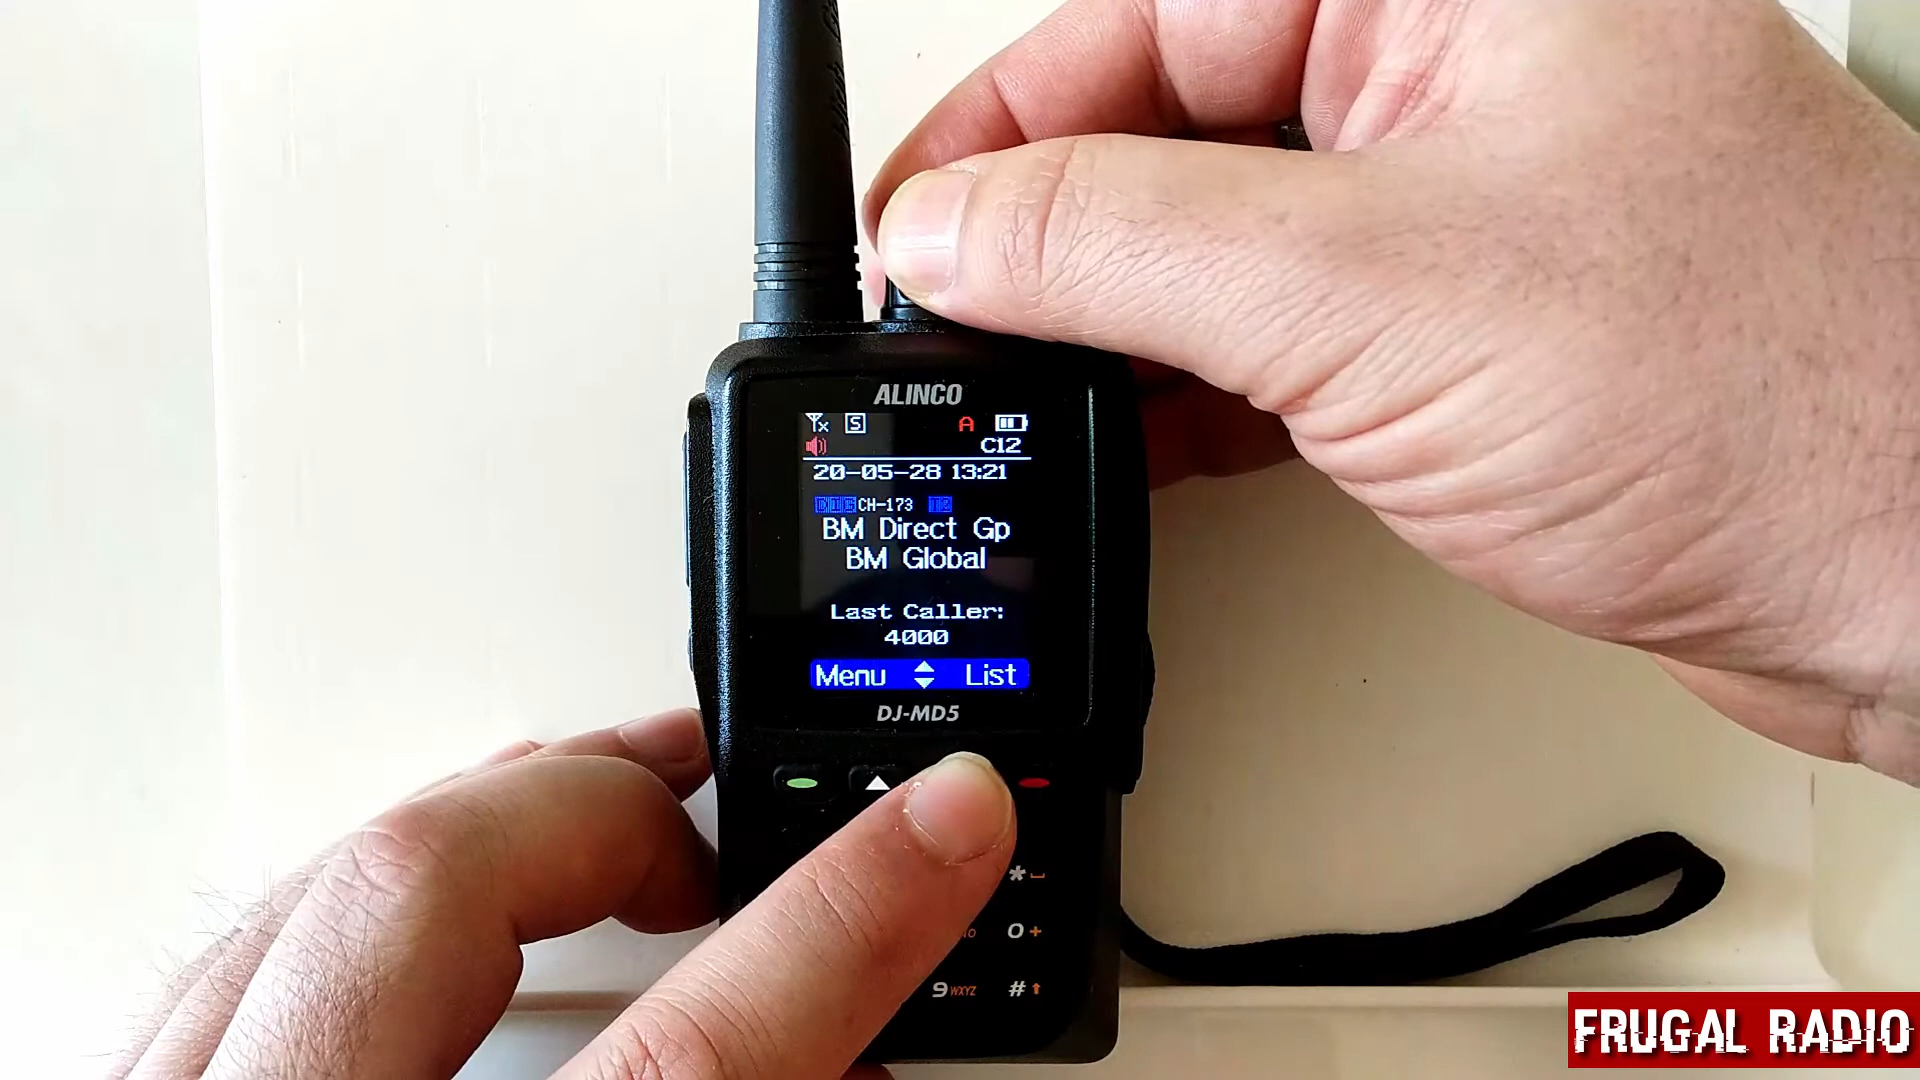 ALINCO
S A
C12
20-05-28 13:21
DIG CH-173
BM Direct Gp
BM Global
Last Caller:
4000
Menu List
DJ-MD5
*
0+
9WXYZ #
FRUGAL RADIO